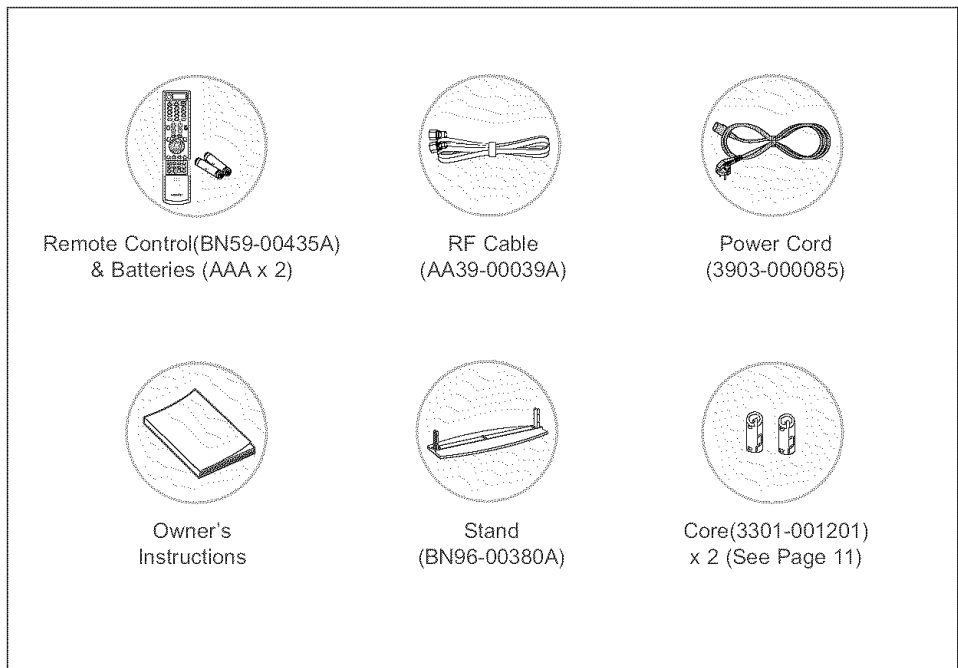 Remote Control(BN59-00435A)
& Batteries (AAA x 2)
RF Cable
(AA39-00039A)
Power Cord
(3903-000085)
Owner's
Instructions
Stand
(BN96-00380A)
Core(3301-001201)
x 2 (See Page 11)